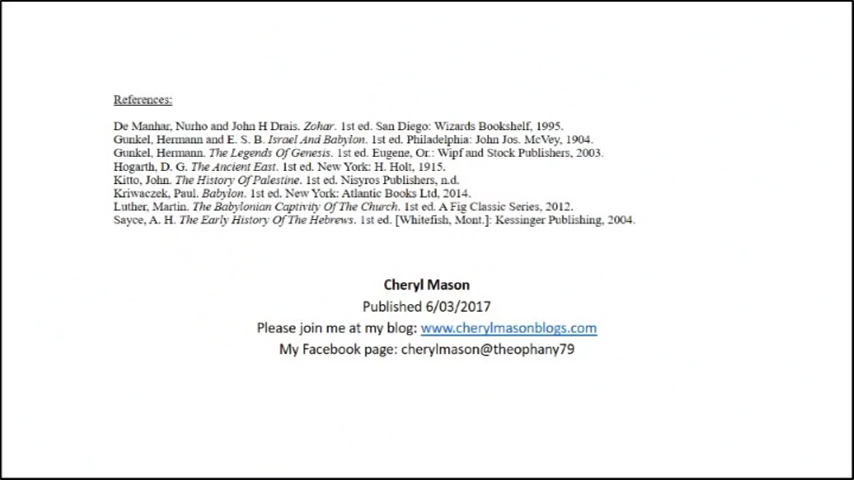 References:
De Manhar, Nurho and John H Drais. Zohar. 1st ed. San Diego: Wizards Bookshelf, 1995.
Gunkel, Hermann and E. S. B. Israel And Babylon. 1st ed. Philadelphia: John Jos. McVey, 1904.
Gunkel, Hermann. The Legends Of Genesis. 1st ed. Eugene, Or.: Wipf and Stock Publishers, 2003.
Hogarth, D. G. The Ancient East. 1st ed. New York: H. Holt, 1915.
Kitto, John. The History Of Palestine. 1st ed. Nisyros Publishers, n.d.
Kriwaczek, Paul. Babylon. 1st ed. New York: Atlantic Books Ltd, 2014.
Luther, Martin. The Babylonian Captivity Of The Church. 1st ed. A Fig Classic Series, 2012.
Sayce, A. H. The Early History Of The Hebrews. 1st ed. [Whitefish, Mont.]: Kessinger Publishing, 2004.
Cheryl Mason
Published 6/03/2017
Please join me at my blog: www.cherylmasonblogs.com
My Facebook page: cherylmason@theophany79